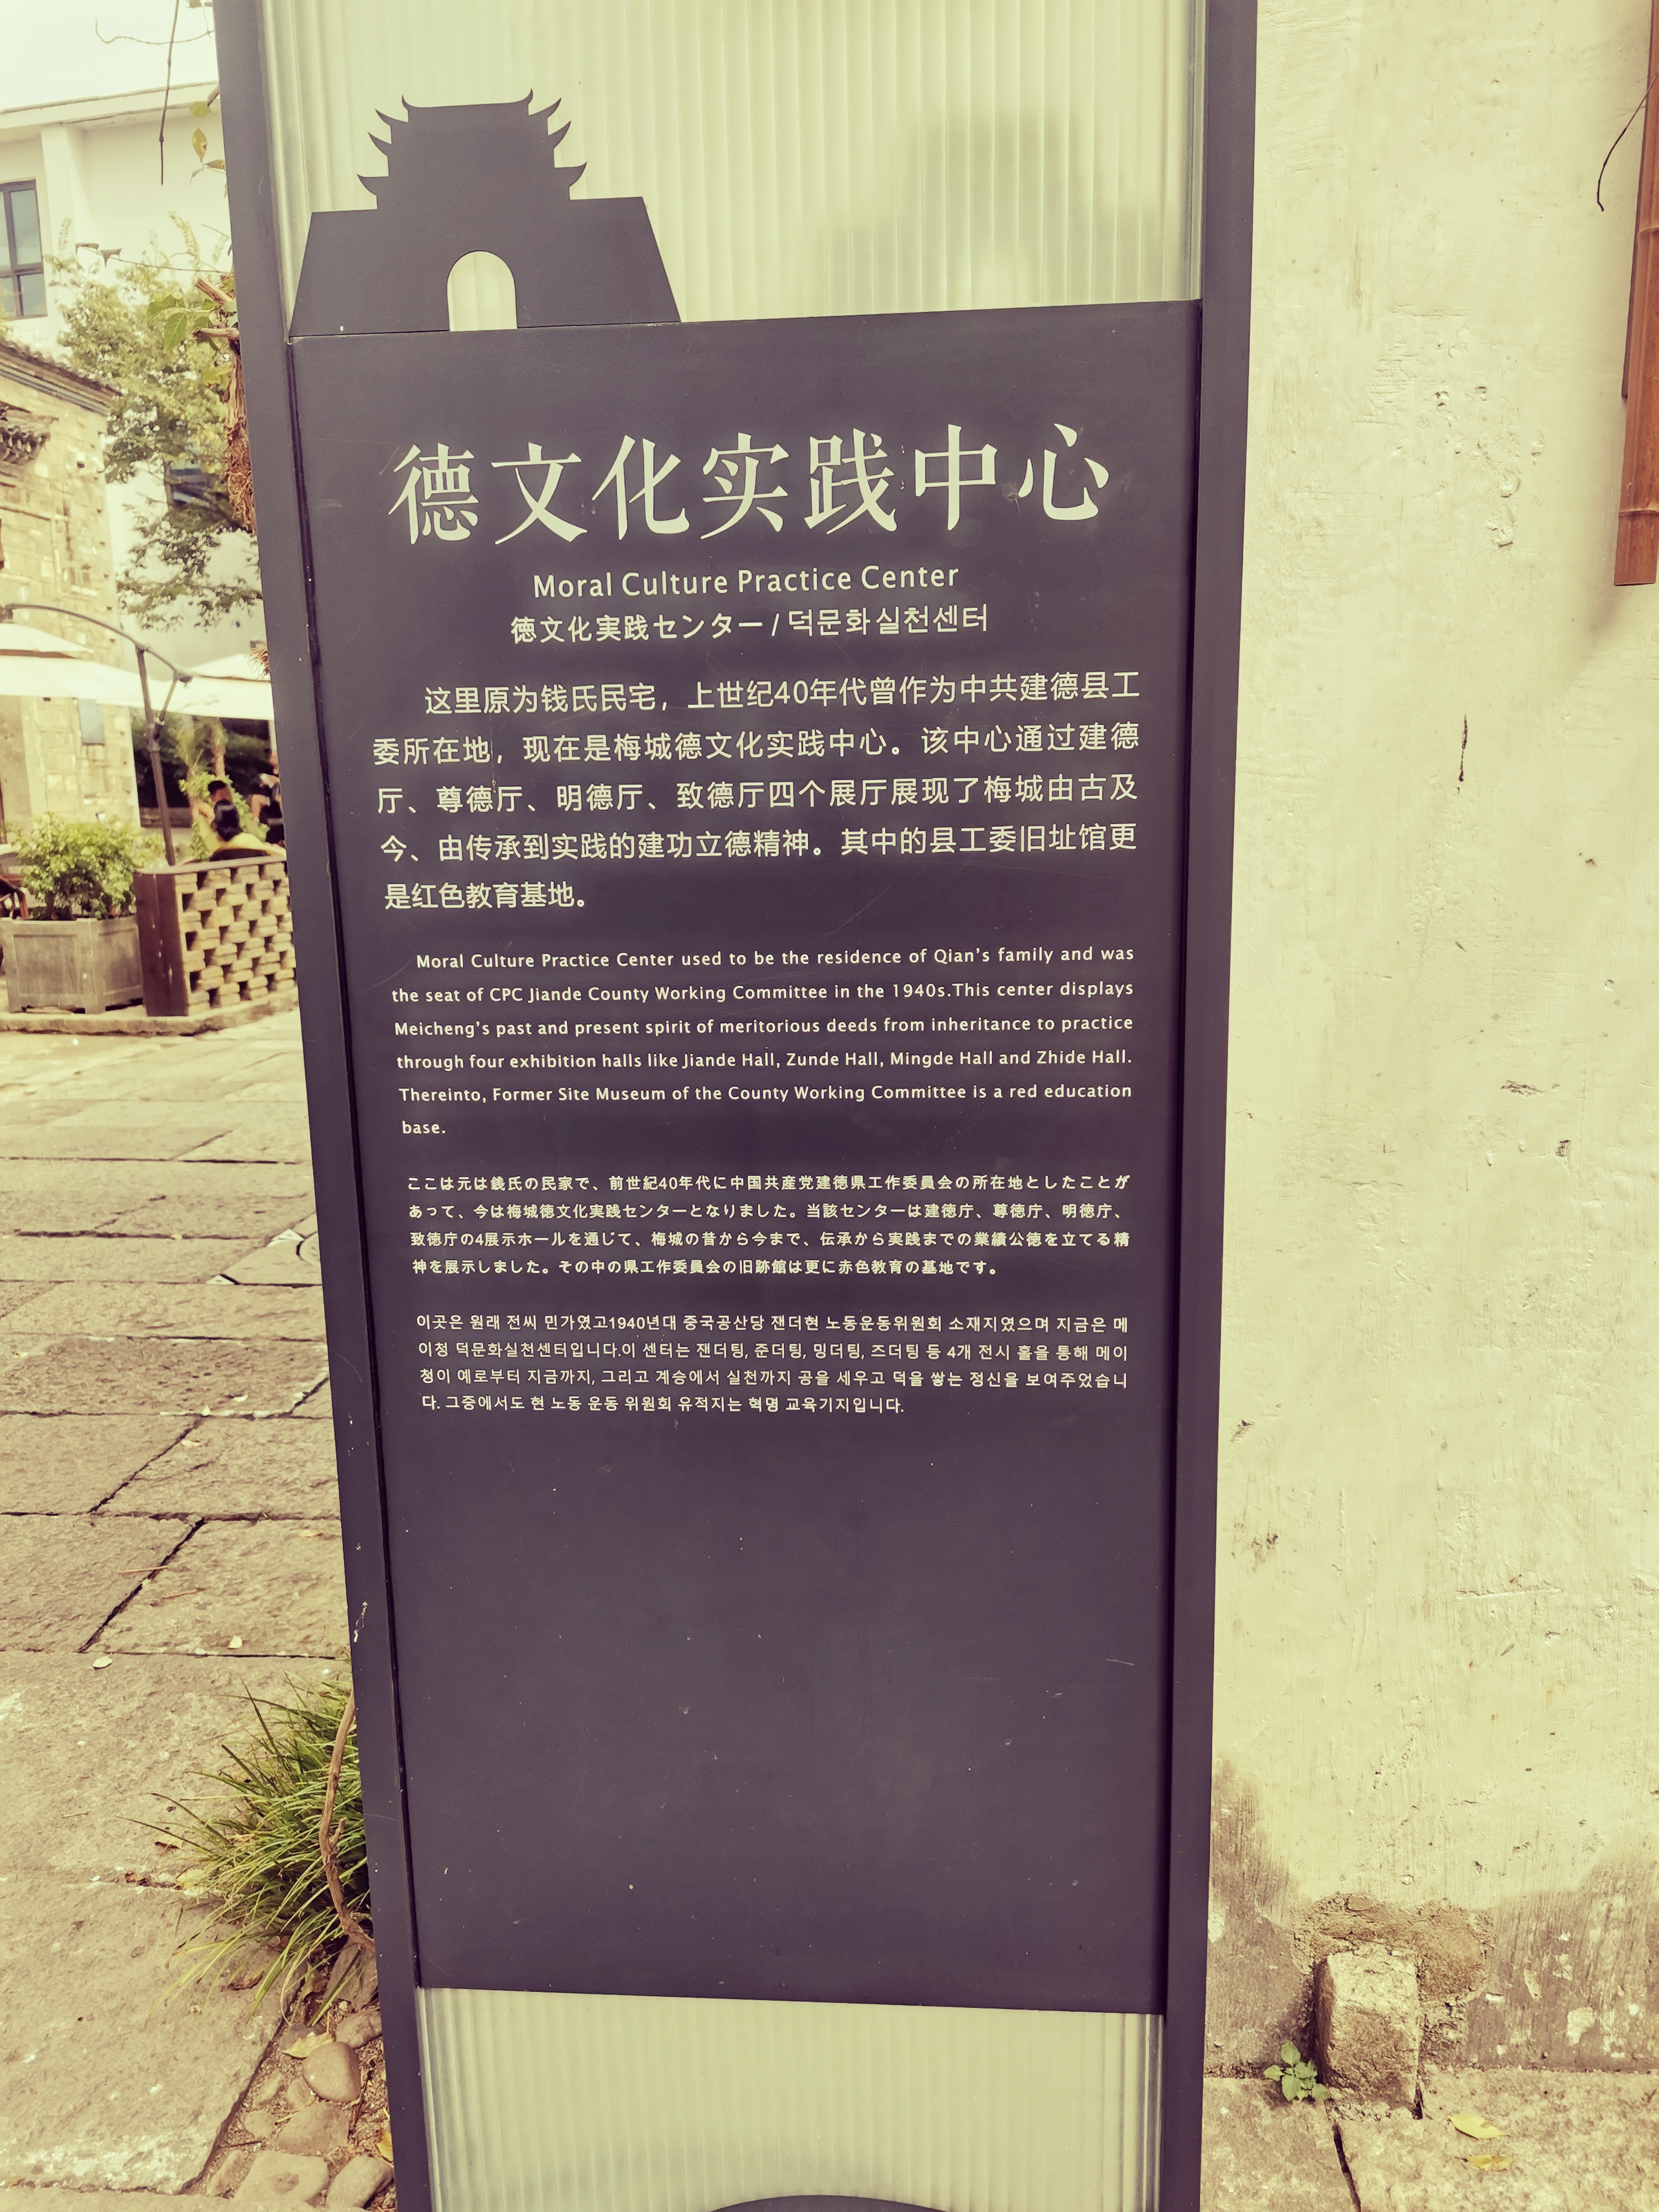 德文化实践中心
Moral Culture Practice Center
徳文化実践センター / 덕문화실천센터
这里原为钱氏民宅，上世纪40年代曾作为中共建德县工
委所在地，现在是梅城德文化实践中心。该中心通过建德
厅、尊德厅、明德厅、致德厅四个展厅展现了梅城由古及
今、由传承到实践的建功立德精神。其中的县工委旧址馆更
是红色教育基地。
Moral Culture Practice Center used to be the residence of Qian's family and was
the seat of CPC Jiande County Working Committee in the 1940s.This center displays
Meicheng's past and present spirit of meritorious deeds from inheritance to practice
through four exhibition halls like Jiande Hall, Zunde Hall, Mingde Hall and Zhide Hall.
Thereinto, Former Site Museum of the County Working Committee is a red education
base.
ここは元は銭氏の民家で、前世紀40年代に中国共産党建徳県工作委員会の所在地としたことが
あって、今は梅城徳文化実践センターとなりました。当該センターは建徳庁、尊徳庁、明徳庁、
致徳庁の4展示ホールを通じて、梅城の昔から今まで、伝承から実践までの業績公徳を立てる精
神を展示しました。その中の県工作委員会の旧跡館は更に赤色教育の基地です。
이곳은 원래 전씨 민가였고1940년대 중국공산당 잰더현 노동운동위원회 소재지였으며 지금은 메
이청 덕문화실천센터입니다.이 센터는 잰더팅, 준더팅, 밍더팅, 즈더팅 등 4개 전시 홀을 통해 메이
청이 예로부터 지금까지, 그리고 계승에서 실천까지 공을 세우고 덕을 쌓는 정신을 보여주었습니
다. 그중에서도 현 노동 운동 위원회 유적지는 혁명 교육기지입니다.